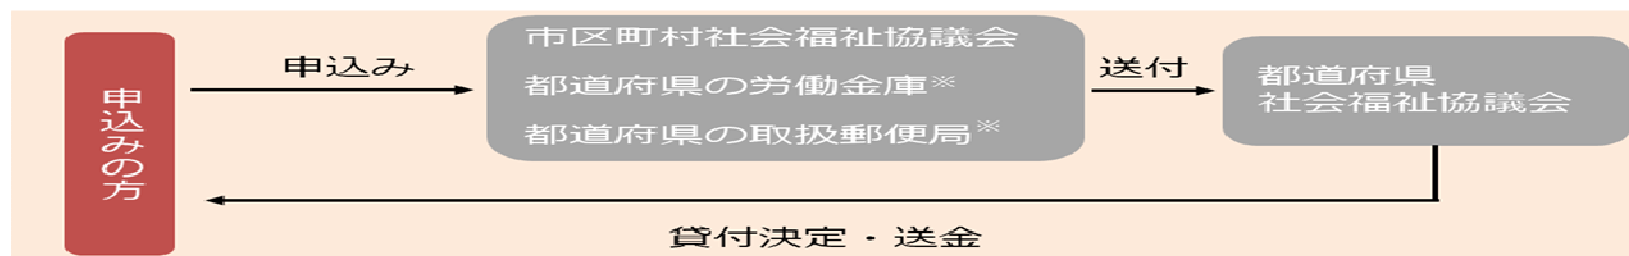 申込みの方
申込み
市区町村社会福祉協議会
都道府県の労働金庫※
都道府県の取扱郵便局※
送付
都道府県
社会福祉協議会
貸付決定・送金